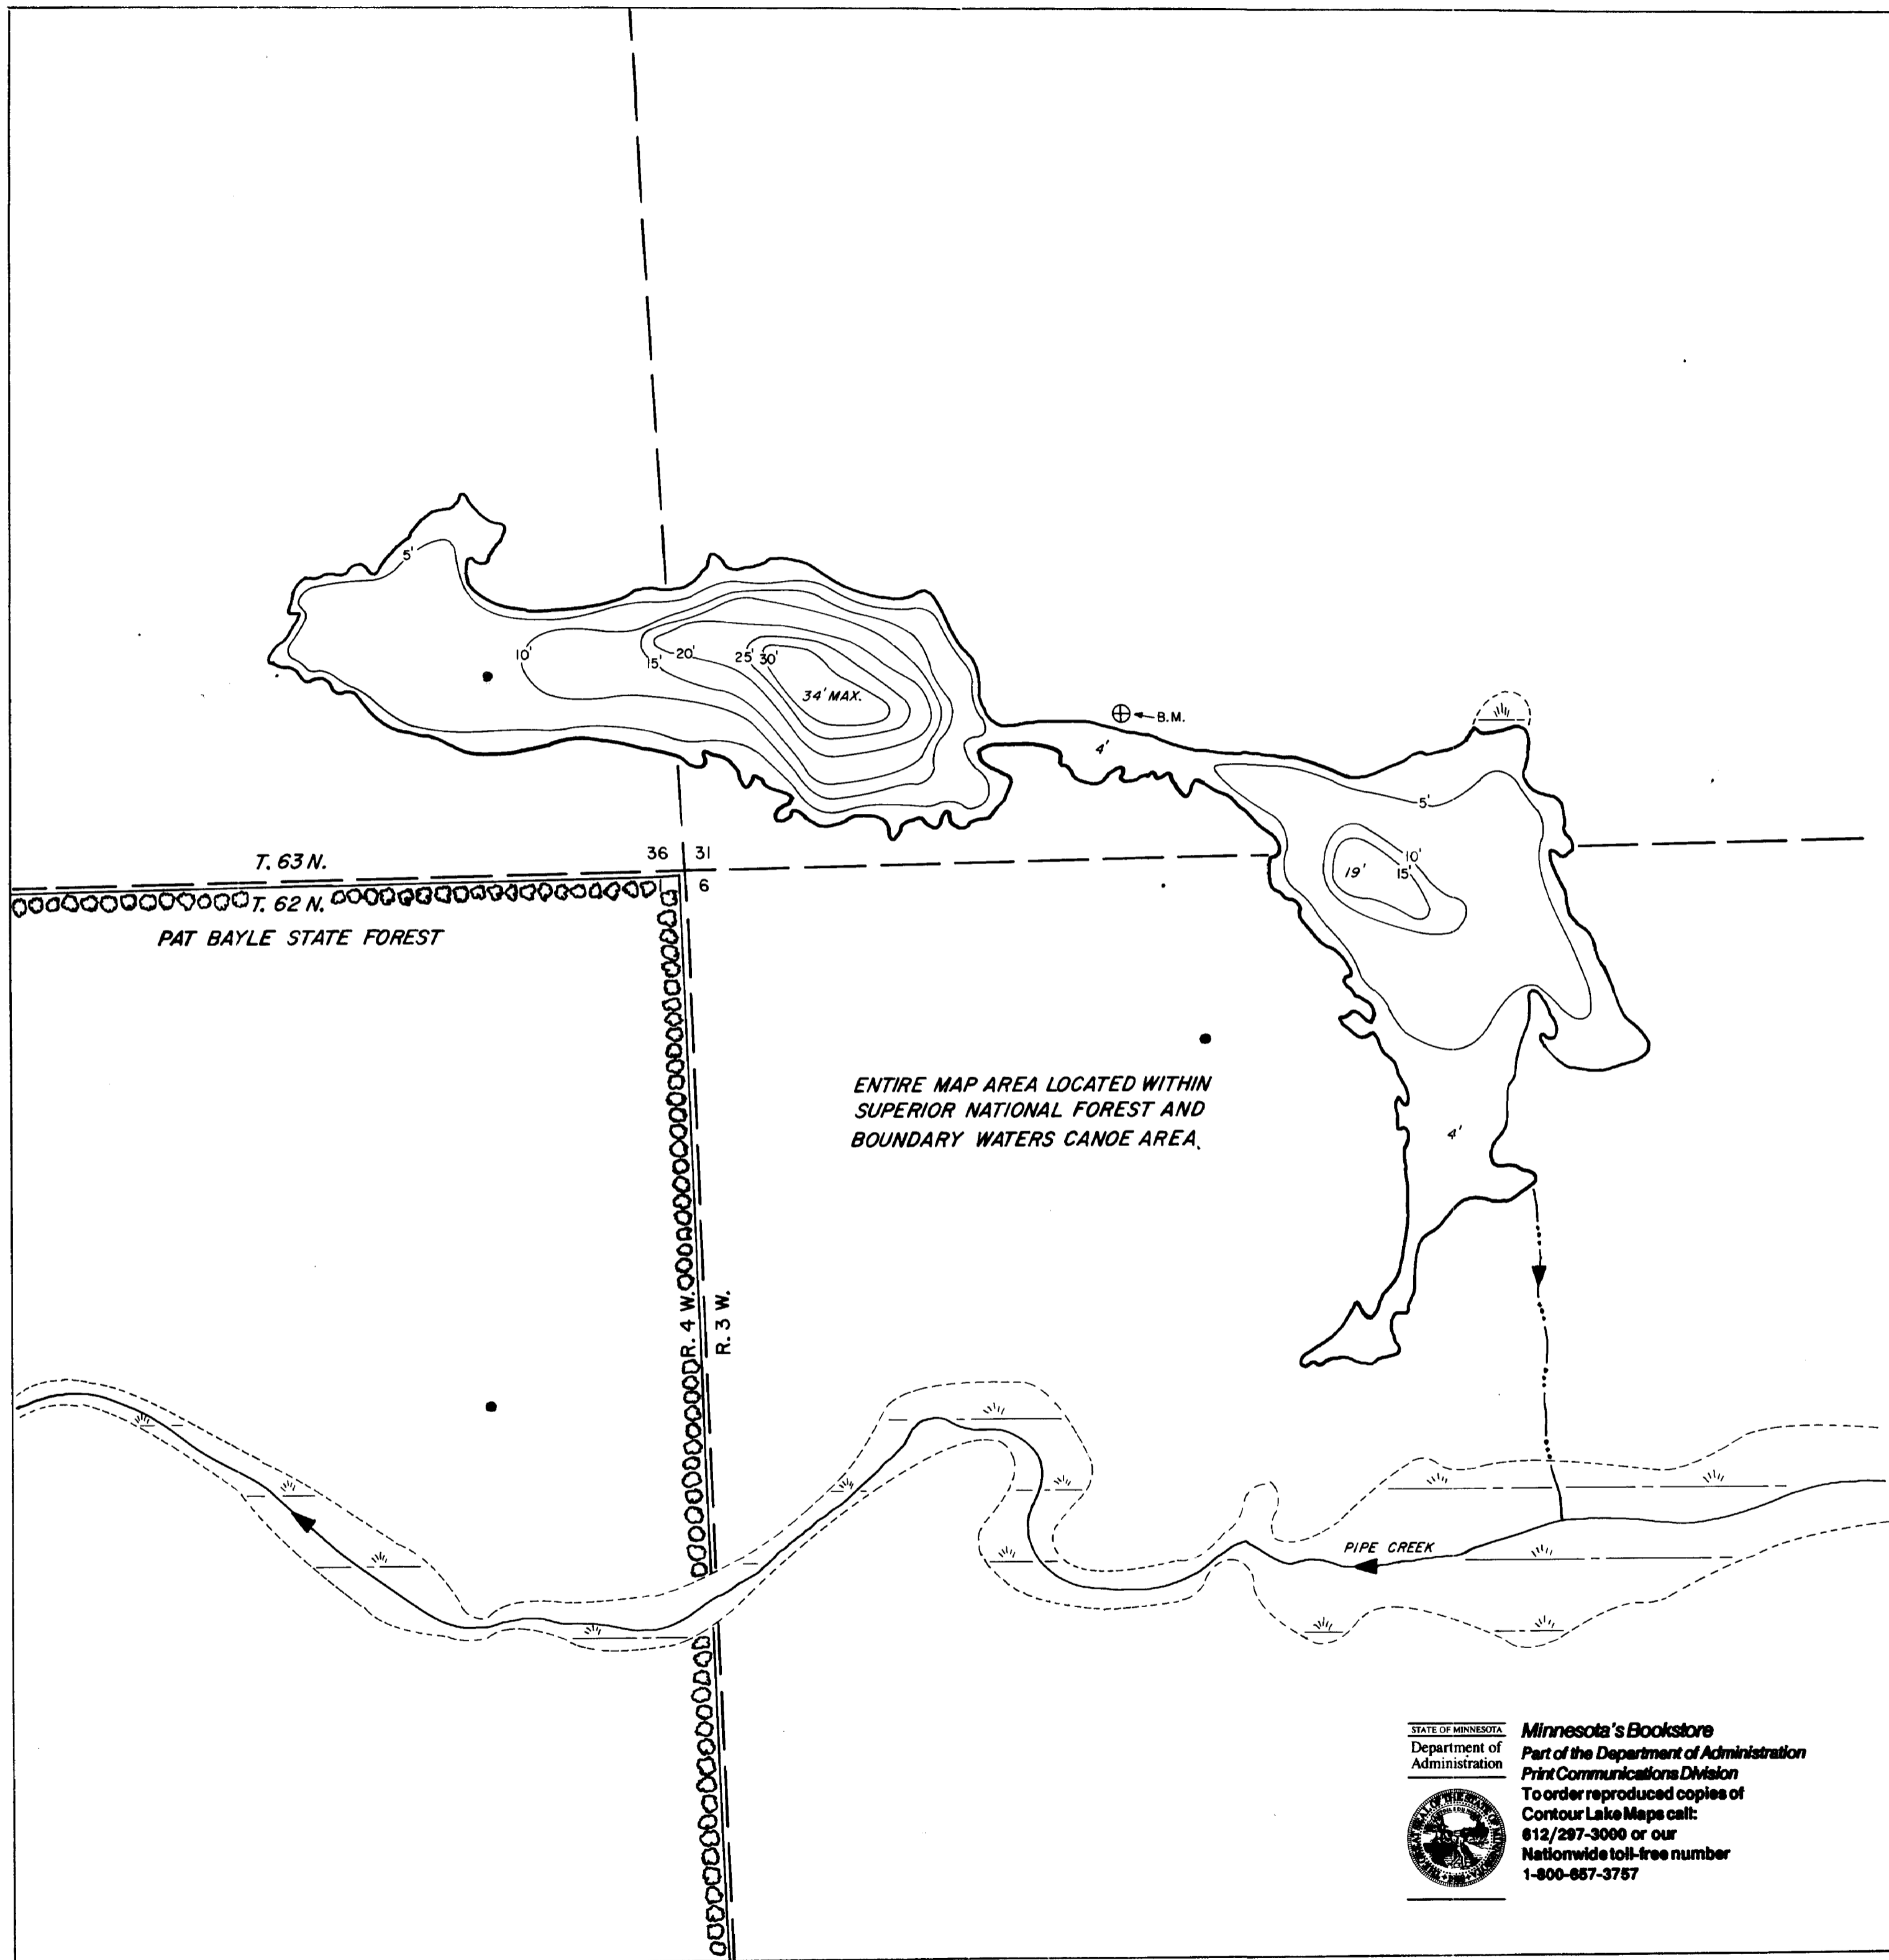 5'
10'
15'
20'
25'
30'
34' MAX.
B.M.
4'
5'
10'
15'
19'
T. 63 N.
36
31
6
T. 62 N.
PAT BAYLE STATE FOREST
ENTIRE MAP AREA LOCATED WITHIN
SUPERIOR NATIONAL FOREST AND
BOUNDARY WATERS CANOE AREA.
4'
R. 4 W.
R. 3 W.
PIPE CREEK
STATE OF MINNESOTA
Department of
Administration
Minnesota's Bookstore
Part of the Department of Administration
Print Communications Division
To order reproduced copies of
Contour Lake Maps call:
612/297-3000 or our
Nationwide toll-free number
1-800-657-3757